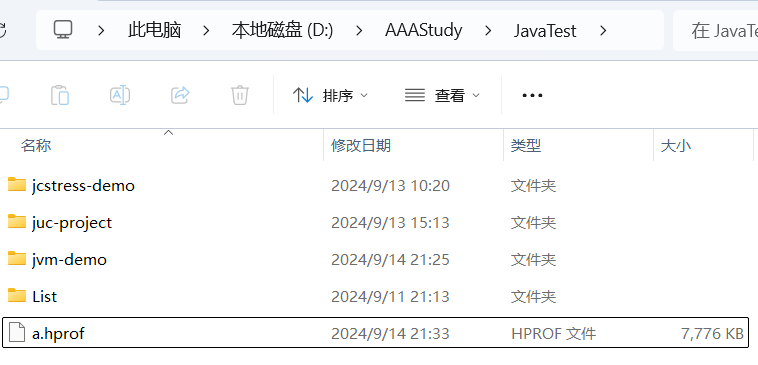 此电脑 > 本地磁盘 (D:) > AAAStudy > JavaTest > 在 JavaTe
排序 查看 •••
名称 修改日期 类型 大小
jcstress-demo 2024/9/13 10:20 文件夹
juc-project 2024/9/13 15:13 文件夹
jvm-demo 2024/9/14 21:25 文件夹
List 2024/9/11 21:13 文件夹
a.hprof 2024/9/14 21:33 HPROF 文件 7,776 KB